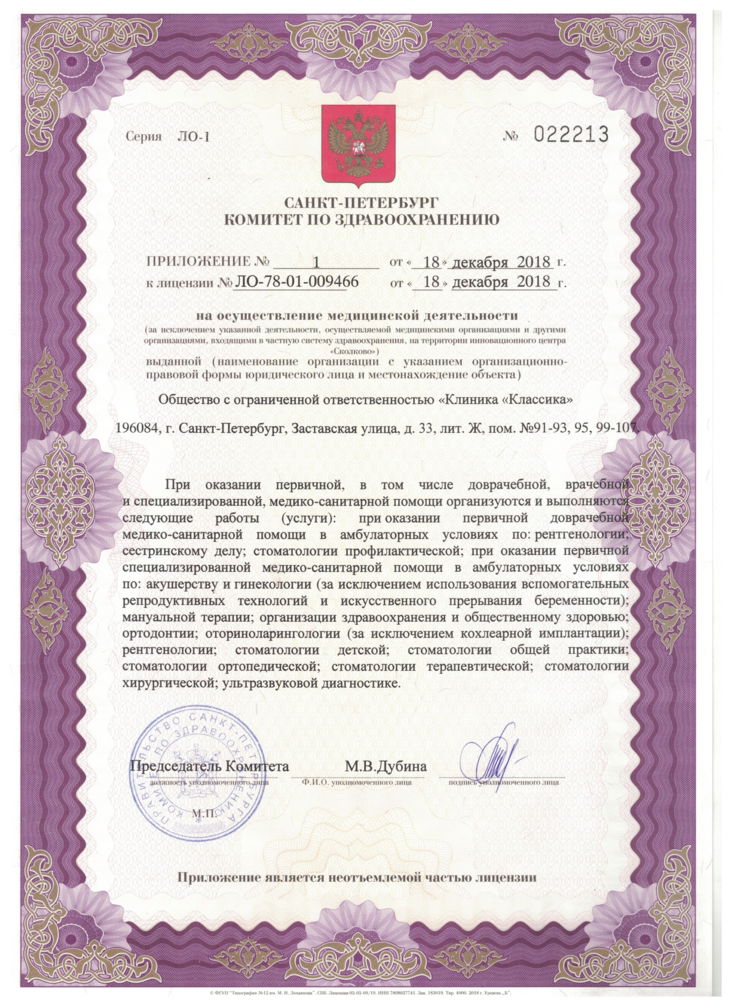 Серия ЛО-1
№ 022213
САНКТ-ПЕТЕРБУРГ
КОМИТЕТ ПО ЗДРАВООХРАНЕНИЮ
ПРИЛОЖЕНИЕ № 1 от «18» декабря 2018 г.
к лицензии № ЛО-78-01-009466 от «18» декабря 2018 г.
на осуществление медицинской деятельности
(за исключением указанной деятельности, осуществляемой медицинскими организациями и другими
организациями, входящими в частную систему здравоохранения, на территории инновационного центра
«Сколково»)
выданной (наименование организации с указанием организационно-
правовой формы юридического лица и местонахождение объекта)
Общество с ограниченной ответственностью «Клиника «Классика»
196084, г. Санкт-Петербург, Заставская улица, д. 33, лит. Ж, пом. №91-93, 95, 99-107,
При оказании первичной, в том числе доврачебной, врачебной
и специализированной, медико-санитарной помощи организуются и выполняются
следующие работы (услуги): при оказании первичной доврачебной
медико-санитарной помощи в амбулаторных условиях по: рентгенологии;
сестринскому делу; стоматологии профилактической; при оказании первичной
специализированной медико-санитарной помощи в амбулаторных условиях
по: акушерству и гинекологии (за исключением использования вспомогательных
репродуктивных технологий и искусственного прерывания беременности);
мануальной терапии; организации здравоохранения и общественному здоровью;
ортодонтии; оториноларингологии (за исключением кохлеарной имплантации);
рентгенологии; стоматологии детской; стоматологии общей практики;
стоматологии ортопедической; стоматологии терапевтической; стоматологии
хирургической; ультразвуковой диагностике.
Председатель Комитета М.В.Дубина
должность уполномоченного лица Ф.И.О. уполномоченного лица подпись уполномоченного лица
М.П.
ПРАВИТЕЛЬСТВО САНКТ-ПЕТЕРБУРГА
КОМИТЕТ ПО ЗДРАВООХРАНЕНИЮ
Приложение является неотъемлемой частью лицензии